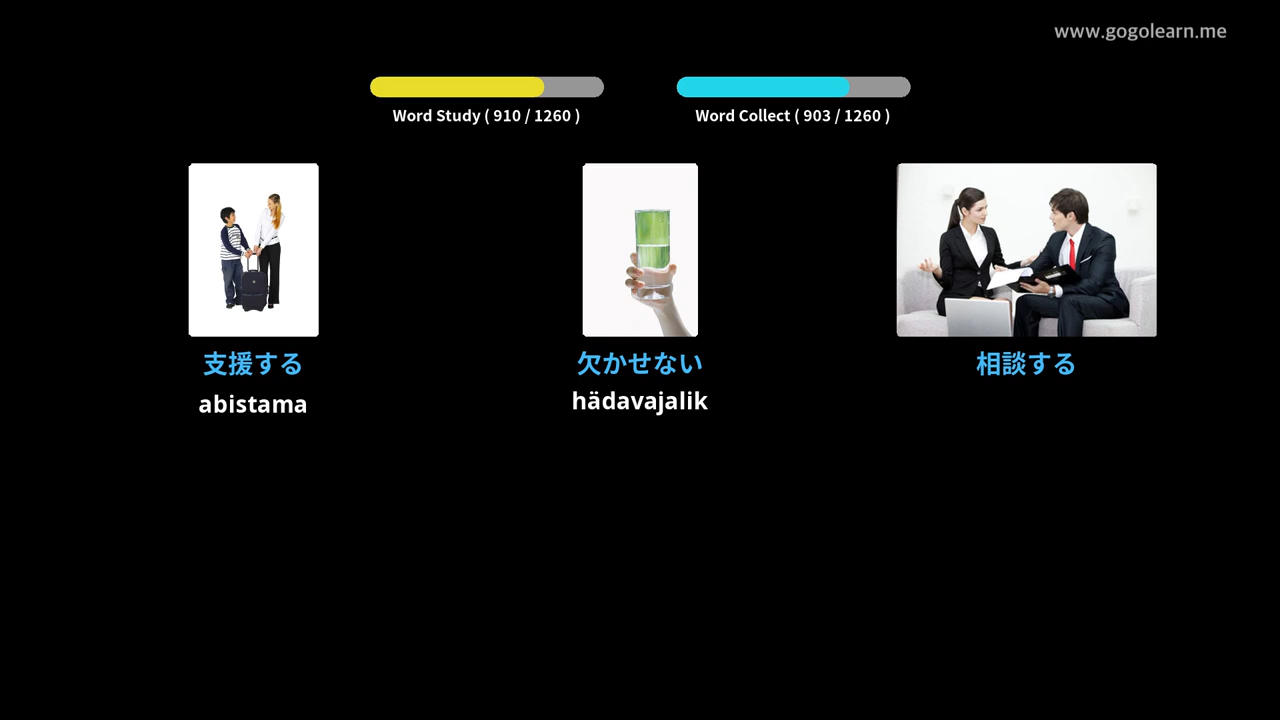 www.gogolearn.me
Word Study ( 910 / 1260 )
Word Collect ( 903 / 1260 )
支援する
abistama
欠かせない
hädavajalik
相談する